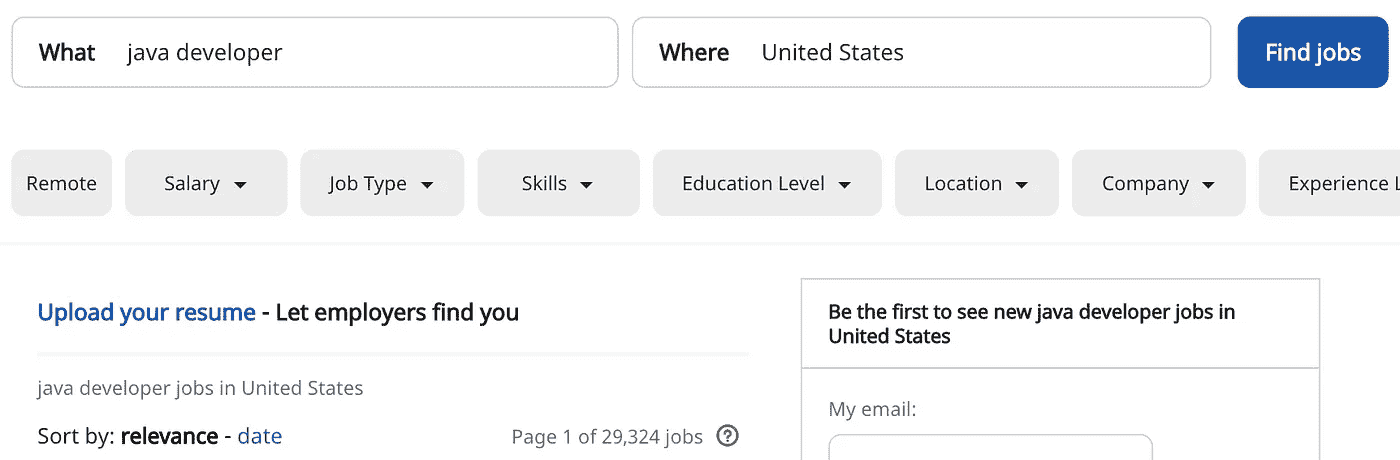 What java developer
Where United States
Find jobs
Remote
Salary
Job Type
Skills
Education Level
Location
Company
Experience L
Upload your resume - Let employers find you
java developer jobs in United States
Sort by: relevance - date
Page 1 of 29,324 jobs ?
Be the first to see new java developer jobs in
United States
My email: